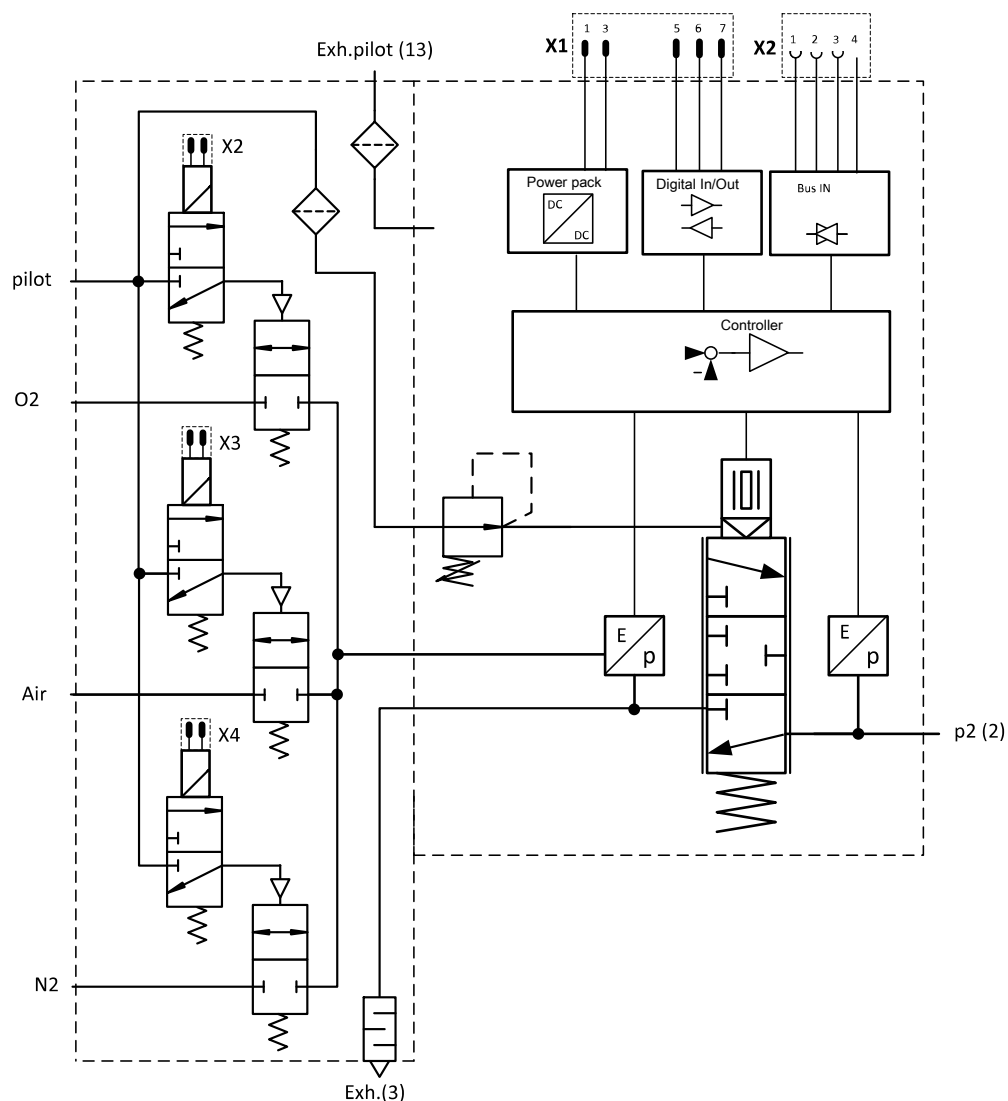 Exh.pilot (13)
X1
1 3 5 6 7
X2
1 2 3 4
X2
Power pack
DC
DC
Digital In/Out
Bus IN
pilot
Controller
O2
X3
E
p
E
p
Air
X4
p2 (2)
N2
Exh.(3)